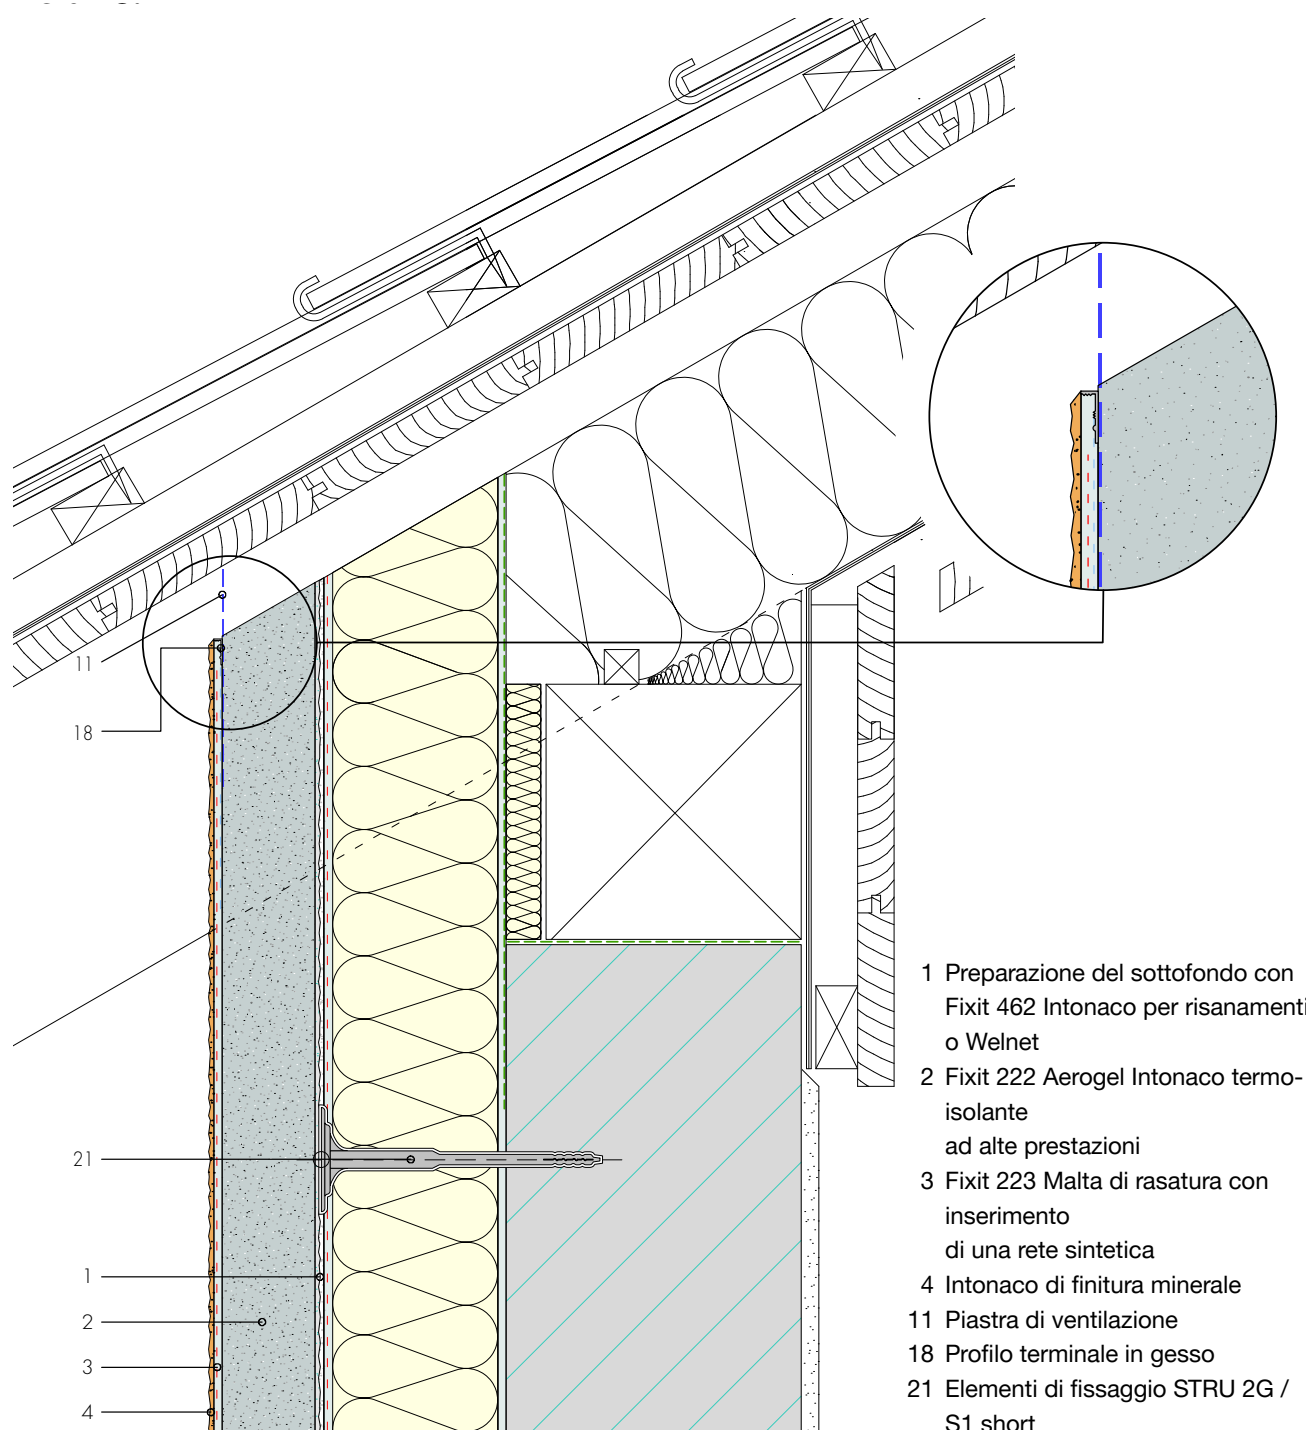 11
18
21
1
2
3
4
1 Preparazione del sottofondo con
Fixit 462 Intonaco per risanamenti
o Welnet
2 Fixit 222 Aerogel Intonaco termo-
isolante
ad alte prestazioni
3 Fixit 223 Malta di rasatura con
inserimento
di una rete sintetica
4 Intonaco di finitura minerale
11 Piastra di ventilazione
18 Profilo terminale in gesso
21 Elementi di fissaggio STRU 2G /
S1 short